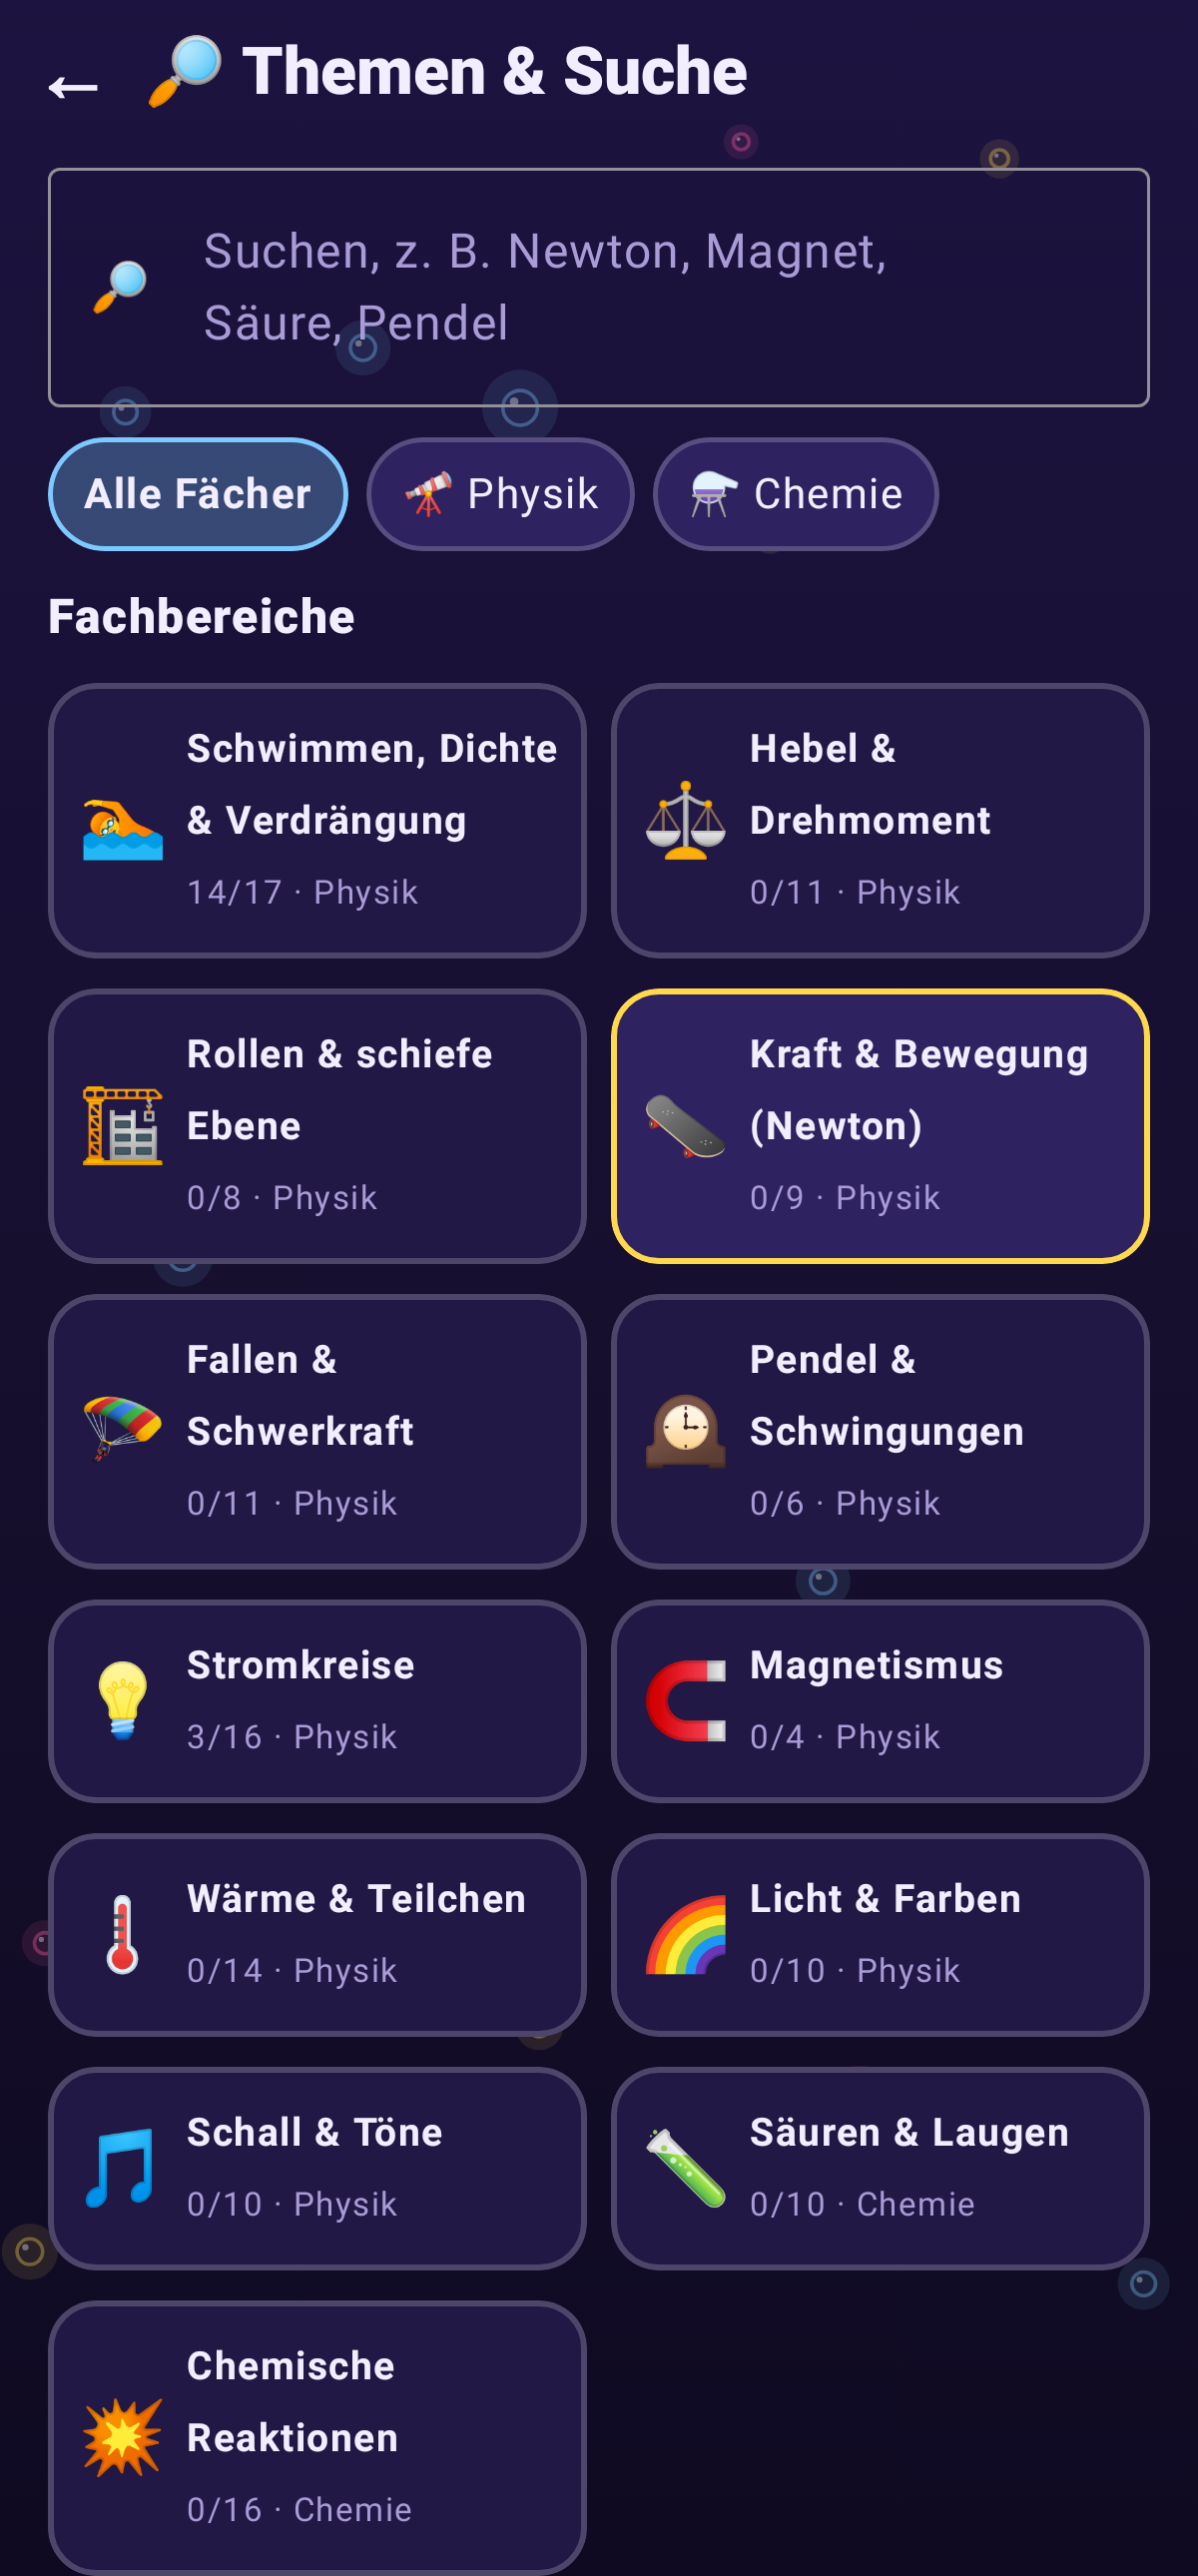 Themen & Suche
Suchen, z. B. Newton, Magnet,
Säure, Pendel
Alle Fächer
Physik
Chemie
Fachbereiche
Schwimmen, Dichte
& Verdrängung
14/17 · Physik
Hebel &
Drehmoment
0/11 · Physik
Rollen & schiefe
Ebene
0/8 · Physik
Kraft & Bewegung
(Newton)
0/9 · Physik
Fallen &
Schwerkraft
0/11 · Physik
Pendel &
Schwingungen
0/6 · Physik
Stromkreise
3/16 · Physik
Magnetismus
0/4 · Physik
Wärme & Teilchen
0/14 · Physik
Licht & Farben
0/10 · Physik
Schall & Töne
0/10 · Physik
Säuren & Laugen
0/10 · Chemie
Chemische
Reaktionen
0/16 · Chemie